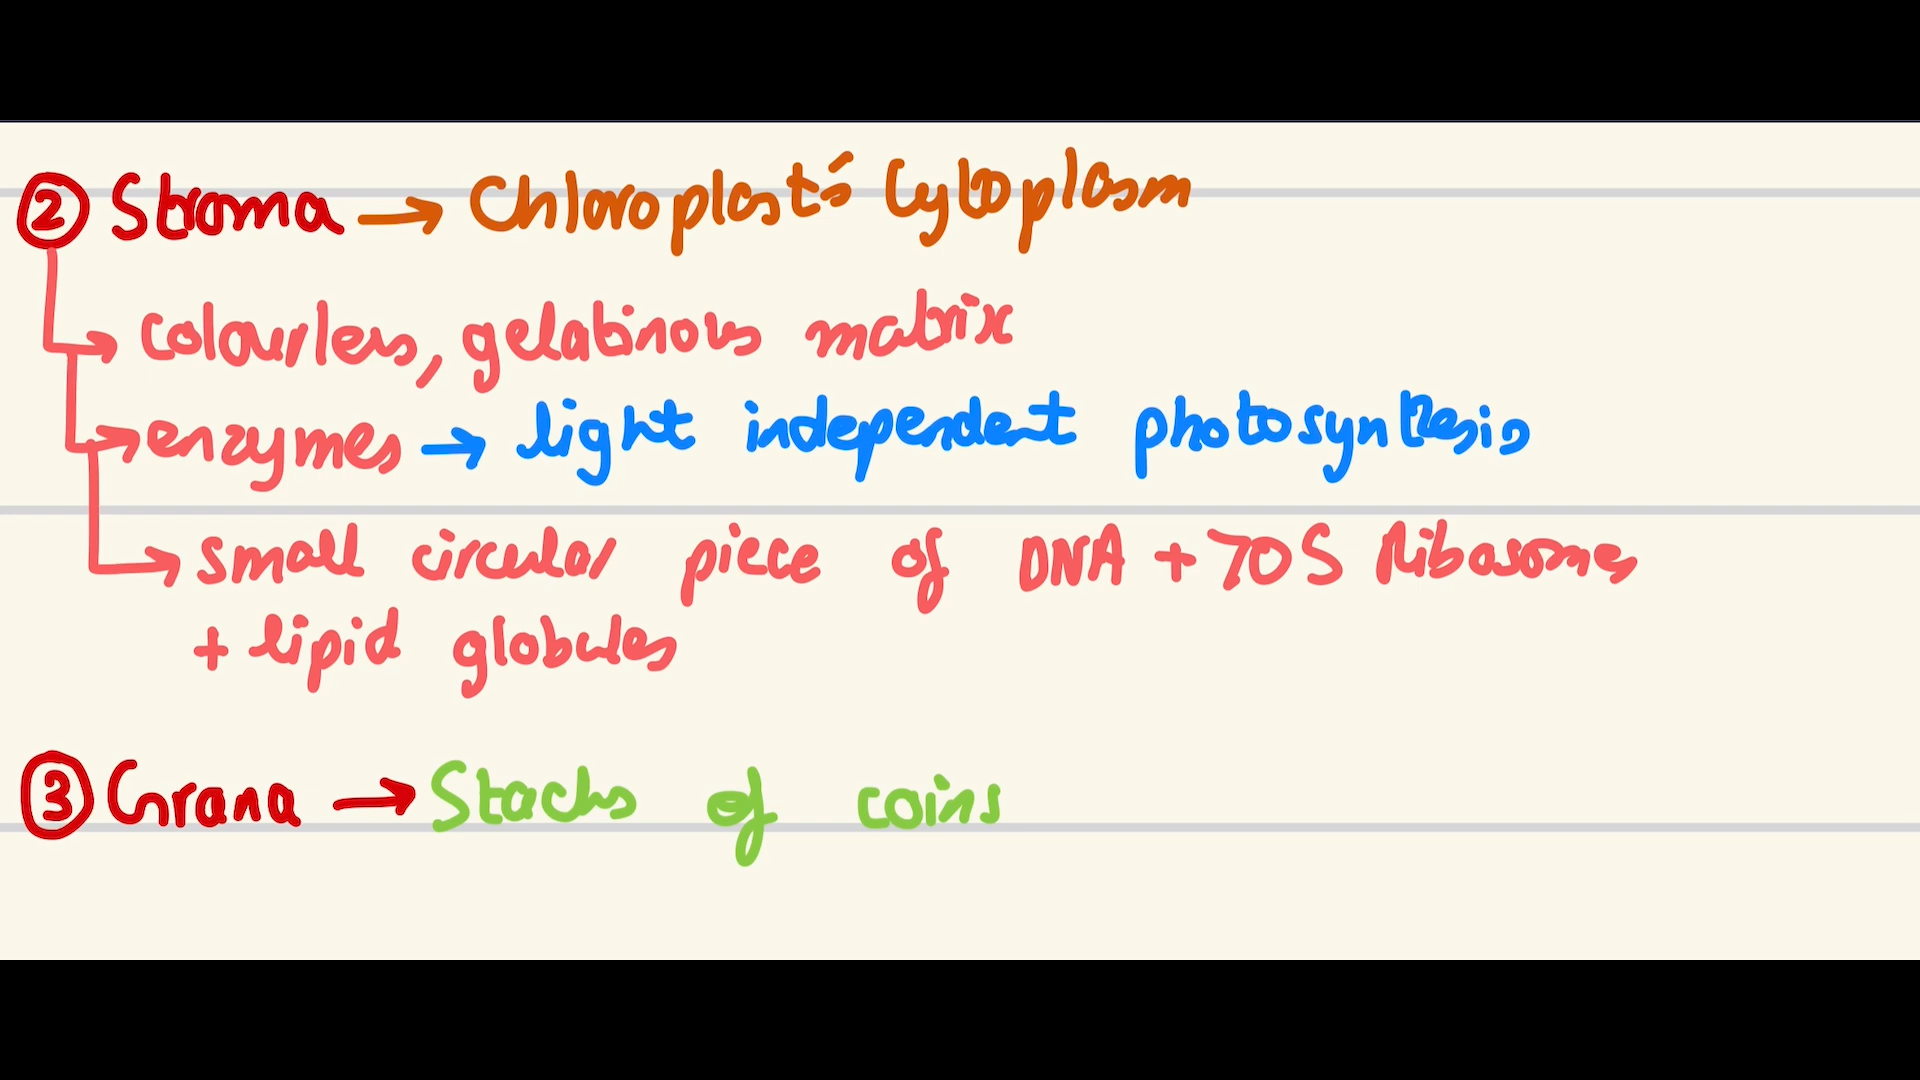 ② Stroma → Chloroplast's Cytoplasm
→ colourless, gelatinous matrix
→ enzymes → light independent photosynthesis
→ small circular piece of DNA + 70S Ribosomes
+ lipid globules
③ Grana → Stacks of coins